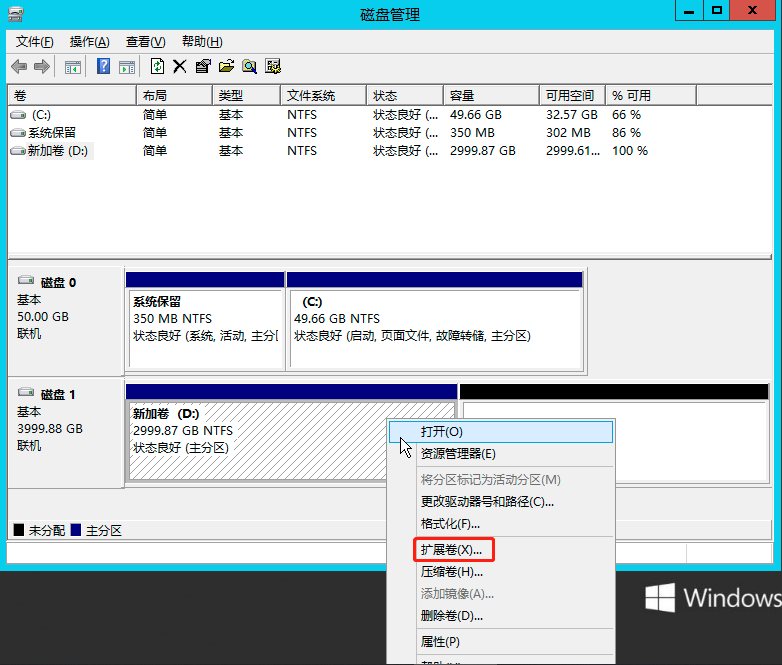 磁盘管理
文件(F) 操作(A) 查看(V) 帮助(H)
卷 布局 类型 文件系统 状态 容量 可用空间 % 可用
(C:) 简单 基本 NTFS 状态良好 (... 49.66 GB 32.57 GB 66 %
系统保留 简单 基本 NTFS 状态良好 (... 350 MB 302 MB 86 %
新加卷 (D:) 简单 基本 NTFS 状态良好 (... 2999.87 GB 2999.61... 100 %
磁盘 0
基本
50.00 GB
联机
系统保留
350 MB NTFS
状态良好 (系统, 活动, 主分
(C:)
49.66 GB NTFS
状态良好 (启动, 页面文件, 故障转储, 主分区)
磁盘 1
基本
3999.88 GB
联机
新加卷 (D:)
2999.87 GB NTFS
状态良好 (主分区)
打开(O)
资源管理器(E)
将分区标记为活动分区(M)
更改驱动器号和路径(C)...
格式化(F)...
扩展卷(X)...
压缩卷(H)...
添加镜像(A)...
删除卷(D)...
属性(P)
未分配 主分区
Windows